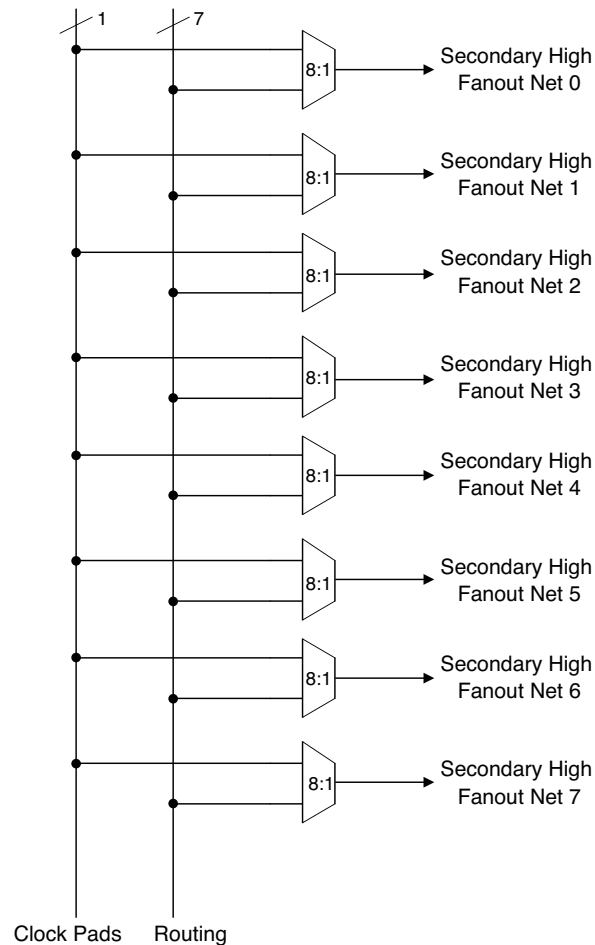 1
7
8:1
Secondary High
Fanout Net 0
8:1
Secondary High
Fanout Net 1
8:1
Secondary High
Fanout Net 2
8:1
Secondary High
Fanout Net 3
8:1
Secondary High
Fanout Net 4
8:1
Secondary High
Fanout Net 5
8:1
Secondary High
Fanout Net 6
8:1
Secondary High
Fanout Net 7
Clock Pads
Routing